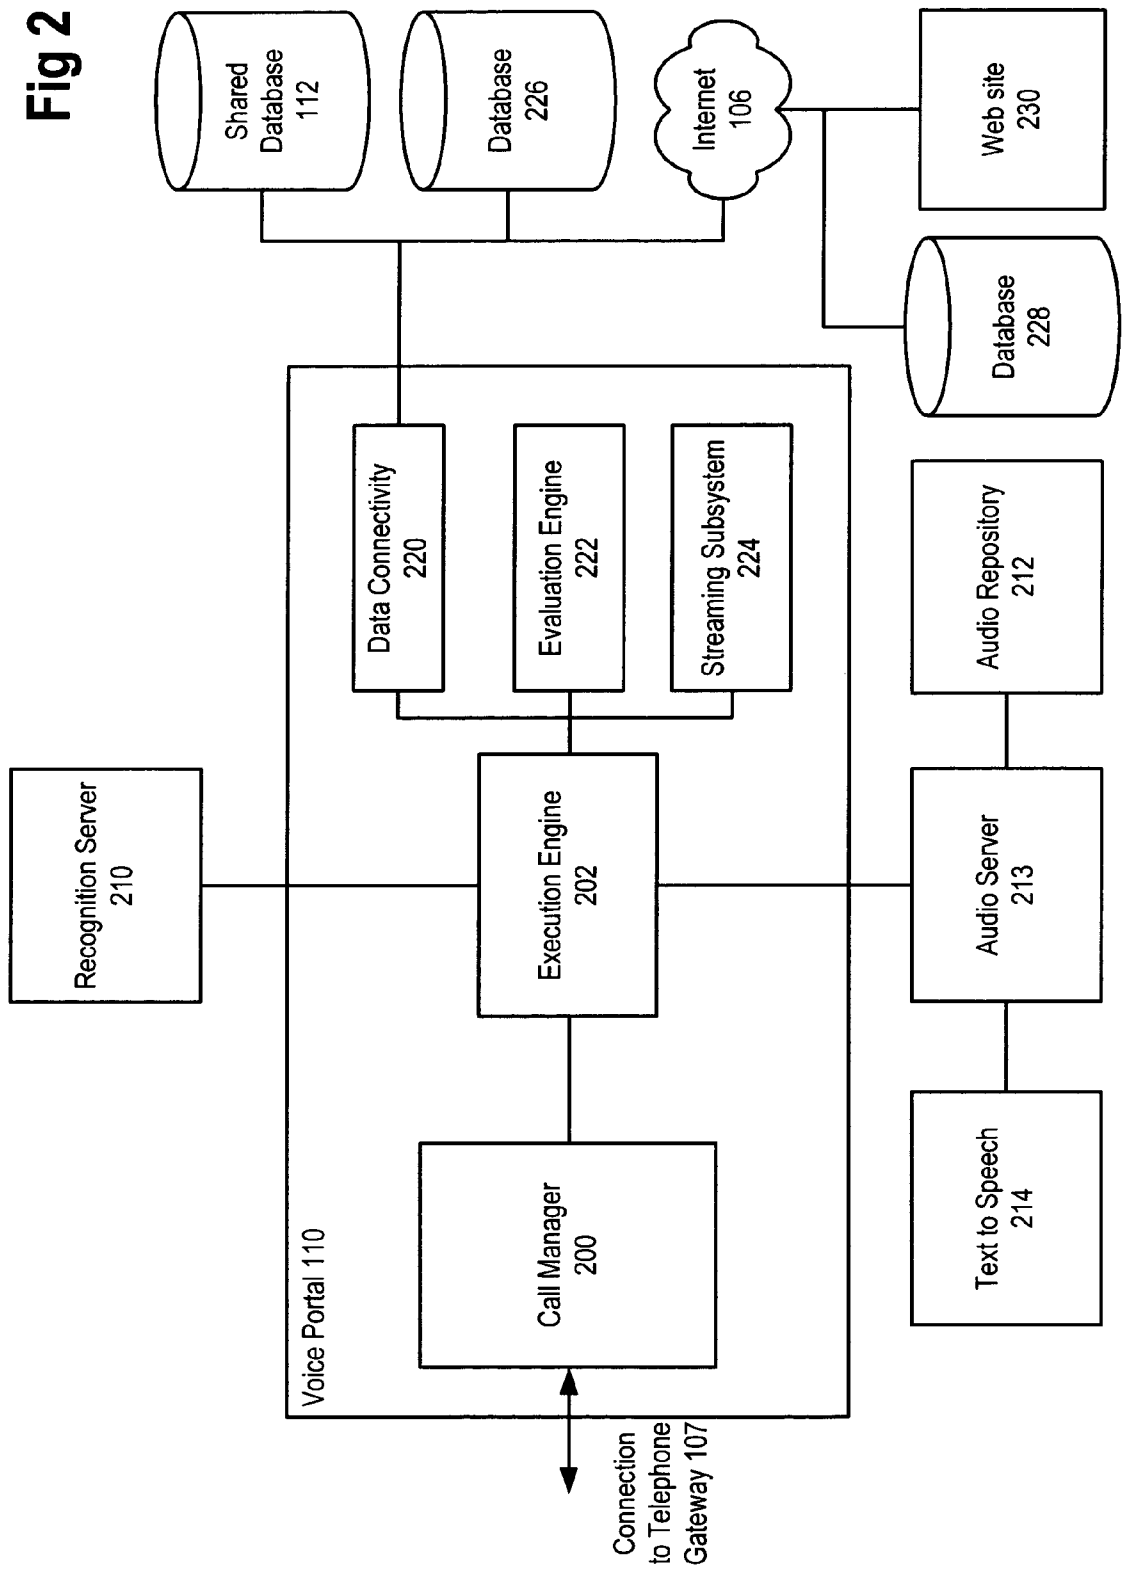 Fig 2
Recognition Server
210
Shared
Database
112
Database
226
Internet
106
Web site
230
Database
228
Voice Portal 110
Call Manager
200
Execution Engine
202
Data Connectivity
220
Evaluation Engine
222
Streaming Subsystem
224
Connection
to Telephone
Gateway 107
Text to Speech
214
Audio Server
213
Audio Repository
212